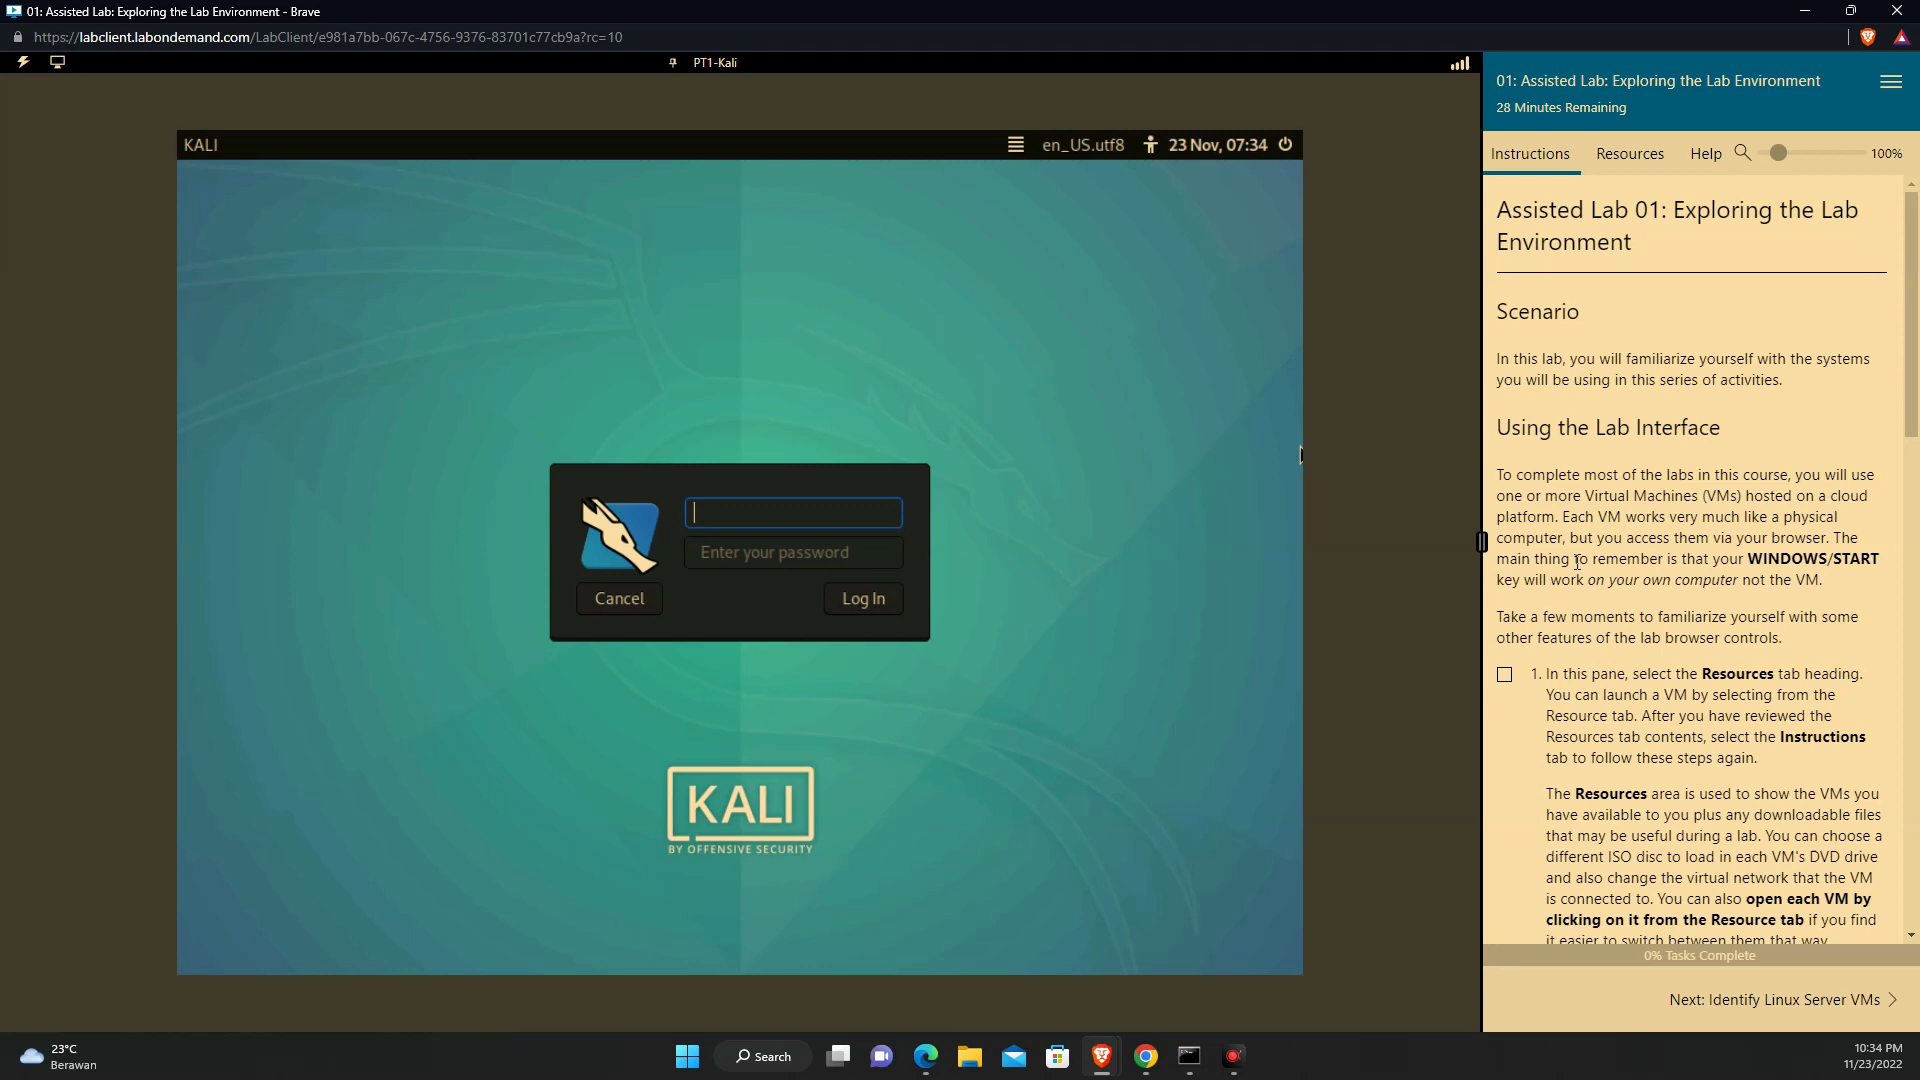 01: Assisted Lab: Exploring the Lab Environment - Brave
https://labclient.labondemand.com/LabClient/e981a7bb-067c-4756-9376-83701c77cb9a?rc=10
PT1-Kali
KALI
en_US.utf8
23 Nov, 07:34
Enter your password
Cancel
Log In
KALI
BY OFFENSIVE SECURITY
01: Assisted Lab: Exploring the Lab Environment
28 Minutes Remaining
Instructions
Resources
Help
100%
Assisted Lab 01: Exploring the Lab
Environment
Scenario
In this lab, you will familiarize yourself with the systems
you will be using in this series of activities.
Using the Lab Interface
To complete most of the labs in this course, you will use
one or more Virtual Machines (VMs) hosted on a cloud
platform. Each VM works very much like a physical
computer, but you access them via your browser. The
main thing to remember is that your WINDOWS/START
key will work on your own computer not the VM.
Take a few moments to familiarize yourself with some
other features of the lab browser controls.
1. In this pane, select the Resources tab heading.
You can launch a VM by selecting from the
Resource tab. After you have reviewed the
Resources tab contents, select the Instructions
tab to follow these steps again.
The Resources area is used to show the VMs you
have available to you plus any downloadable files
that may be useful during a lab. You can choose a
different ISO disc to load in each VM's DVD drive
and also change the virtual network that the VM
is connected to. You can also open each VM by
clicking on it from the Resource tab if you find
it easier to switch between them that way.
0% Tasks Complete
Next: Identify Linux Server VMs
23°C
Berawan
Search
10:34 PM
11/23/2022